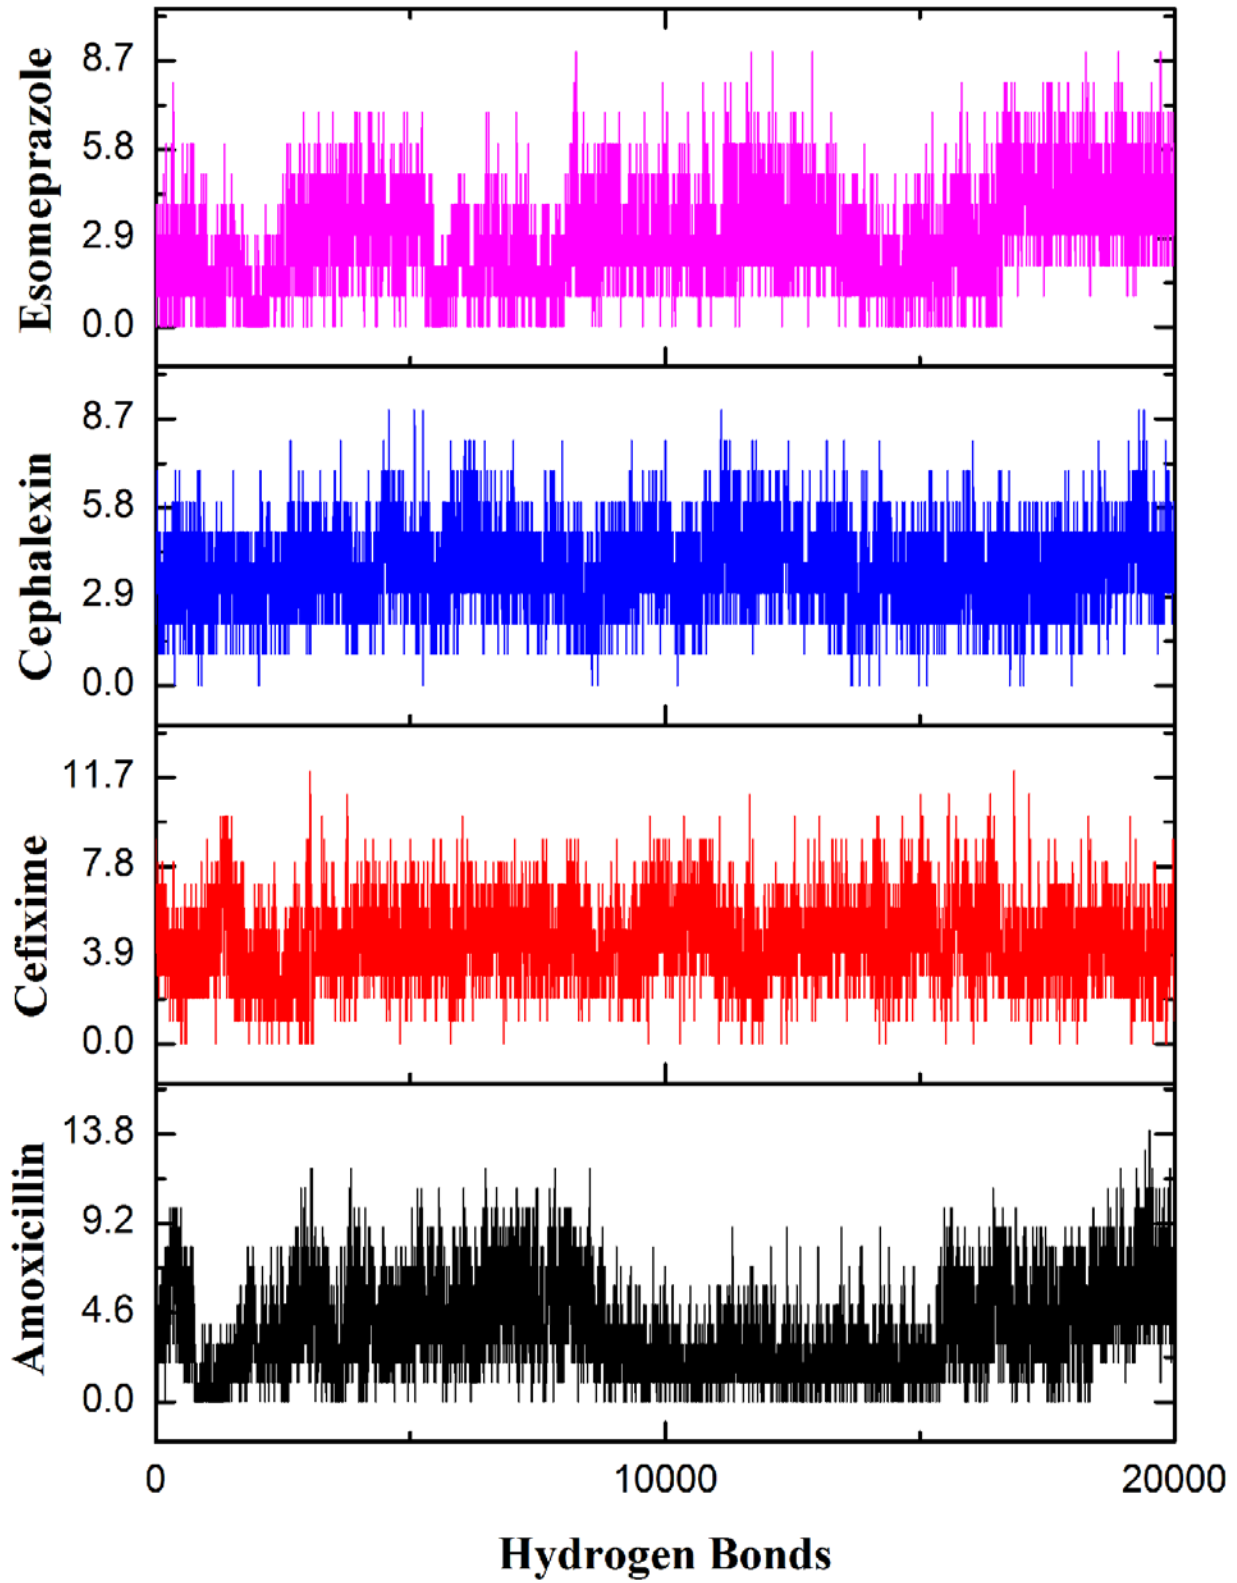 Esomeprazole
8.7
5.8
2.9
0.0
Cephalexin
8.7
5.8
2.9
0.0
Cefixime
11.7
7.8
3.9
0.0
Amoxicillin
13.8
9.2
4.6
0.0
0 10000 20000
Hydrogen Bonds